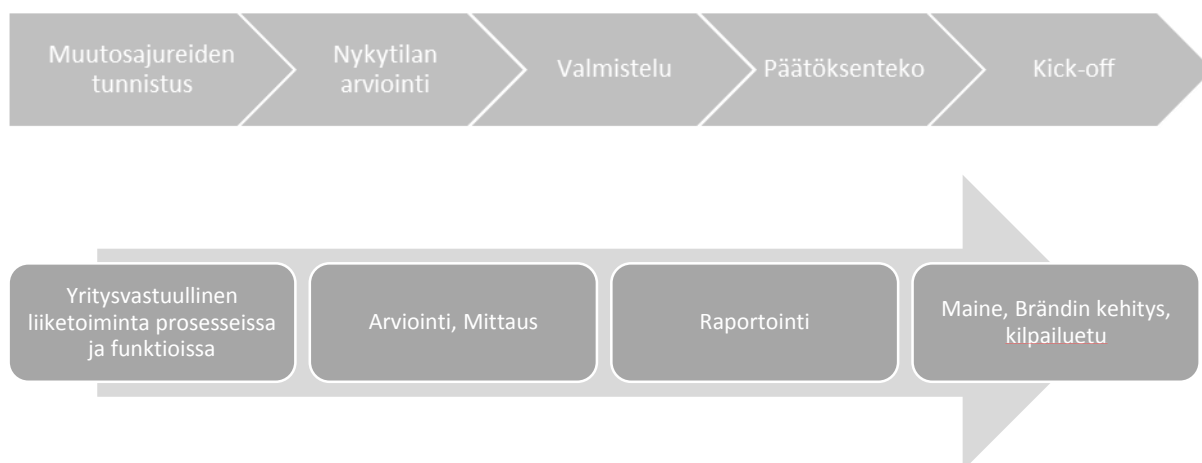 Muutosajureiden
tunnistus
Nykytilan
arviointi
Valmistelu
Päätöksenteko
Kick-off
Yritysvastuullinen
liiketoiminta prosesseissa
ja funktioissa
Arviointi, Mittaus
Raportointi
Maine, Brändin kehitys,
kilpailuetu